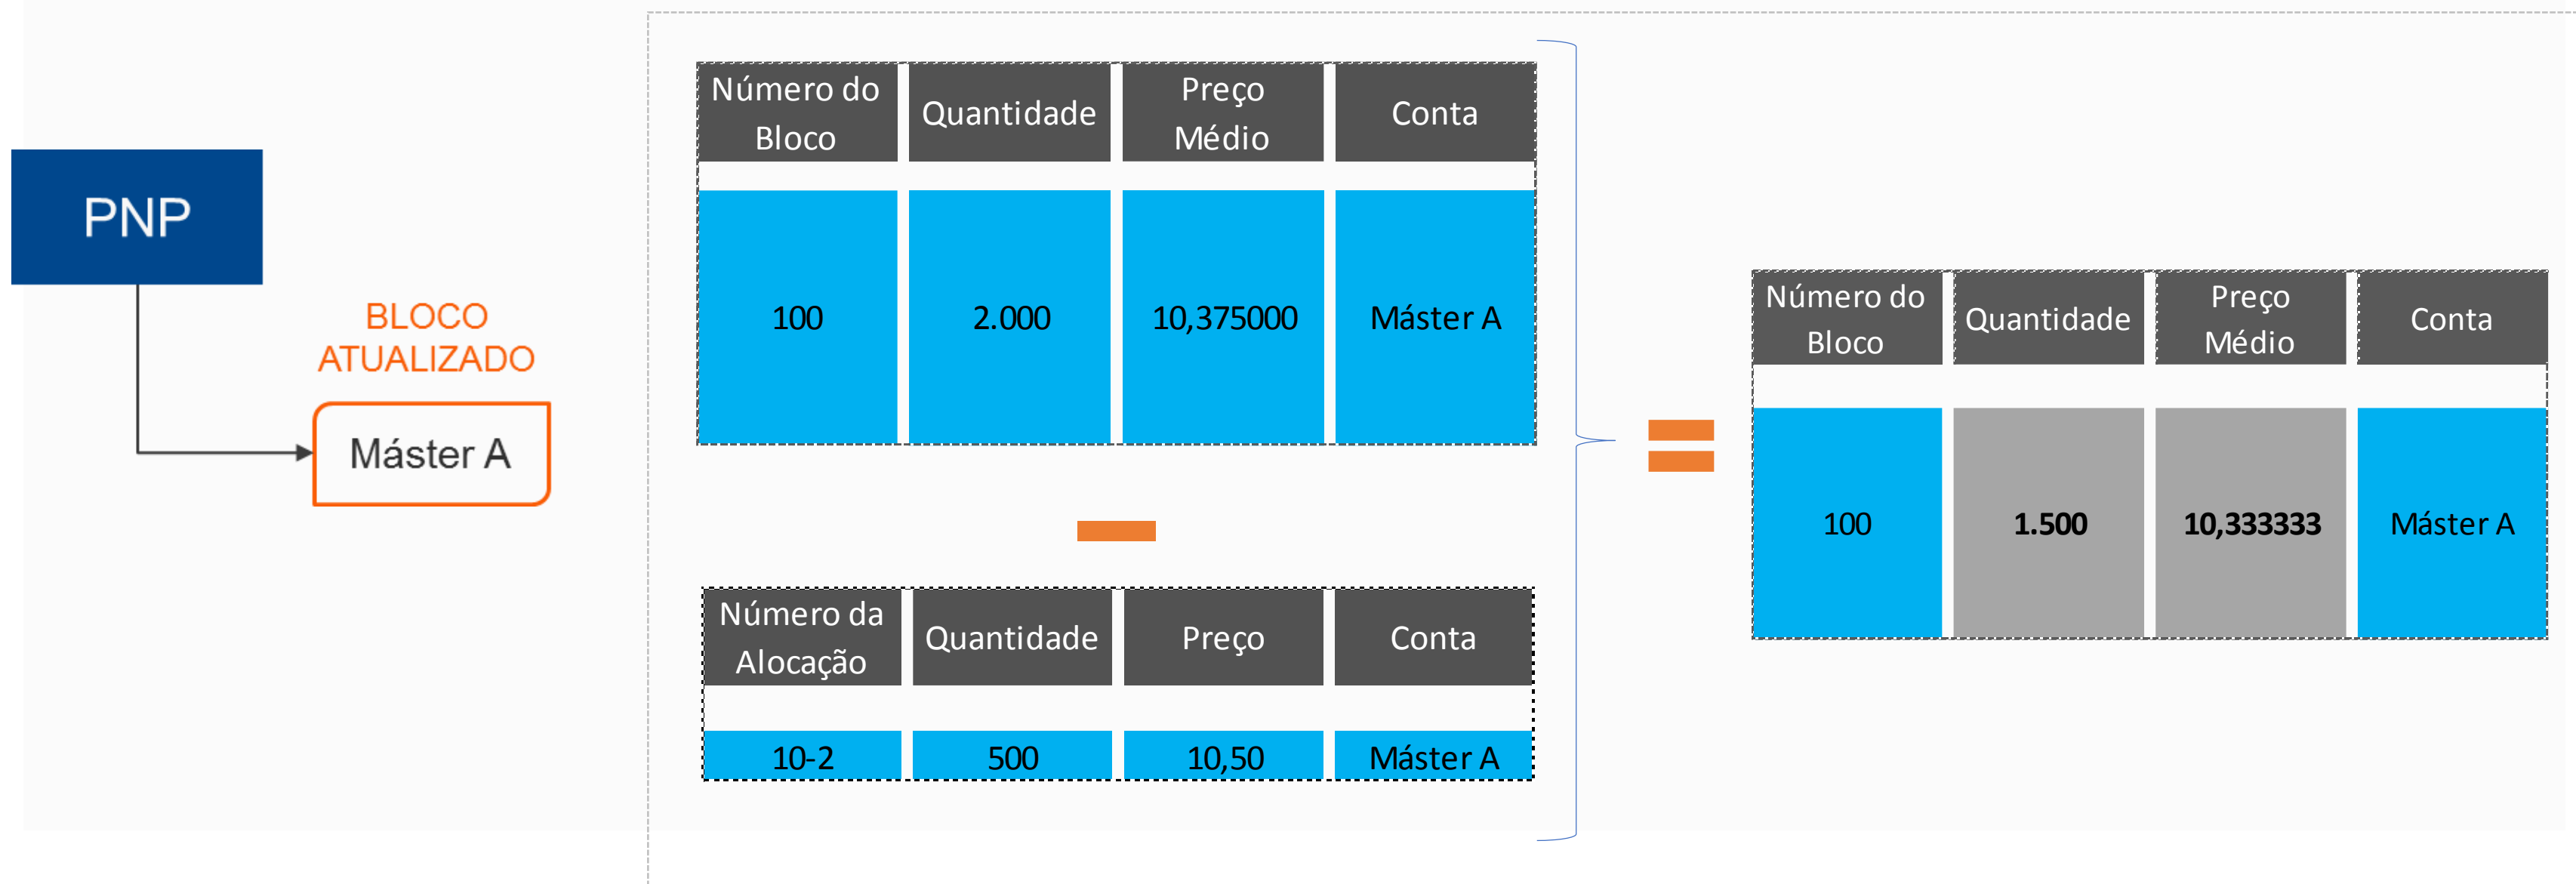 PNP
BLOCO
ATUALIZADO
Máster A
Número do
Bloco
Quantidade
Preço
Médio
Conta
100
2.000
10,375000
Máster A
Número da
Alocação
Quantidade
Preço
Conta
10-2
500
10,50
Máster A
Número do
Bloco
Quantidade
Preço
Médio
Conta
100
1.500
10,333333
Máster A